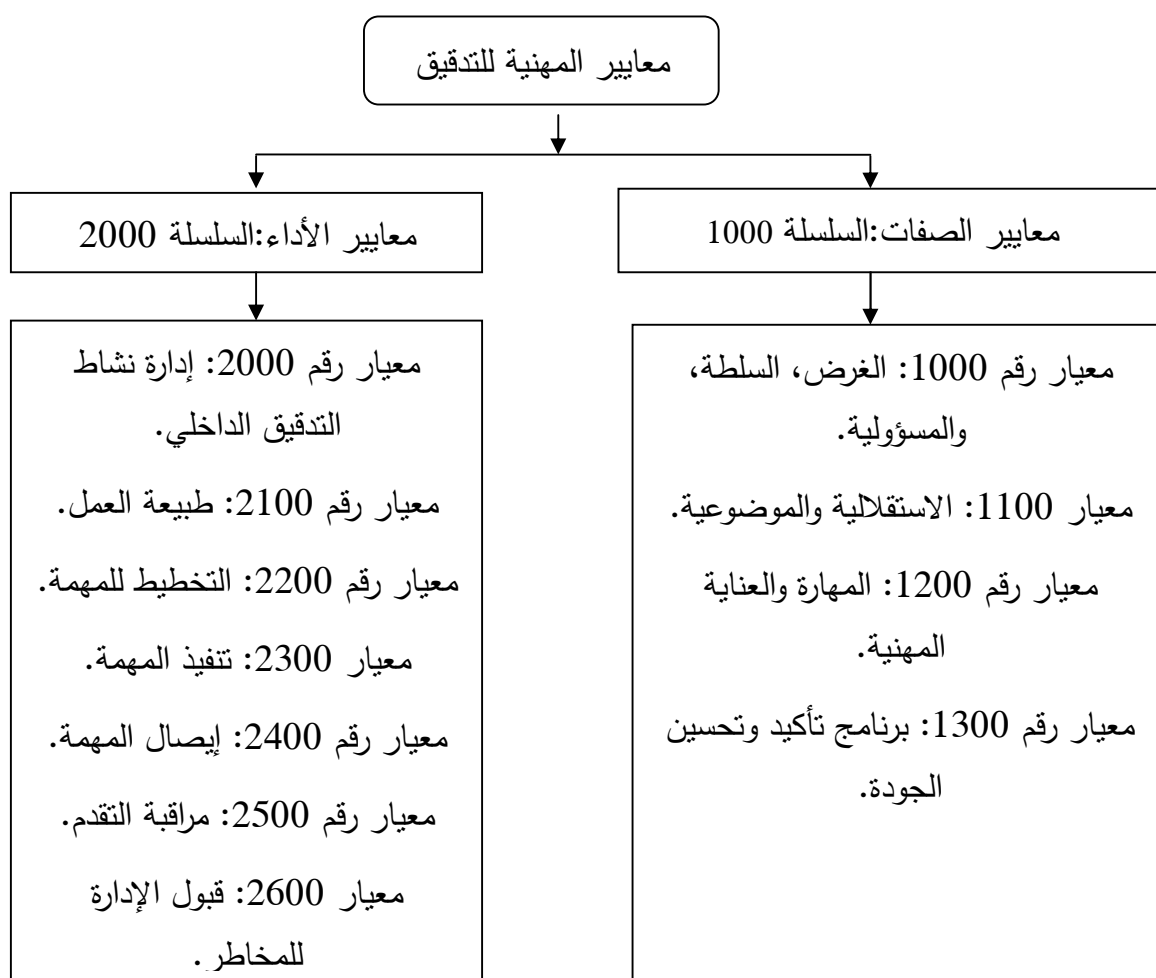 معايير المهنية للتدقيق
معايير الصفات:السلسلة 1000
معايير الأداء:السلسلة 2000
معيار رقم 1000: الغرض، السلطة،
والمسؤولية.
معيار 1100: الاستقلالية والموضوعية.
معيار رقم 1200: المهارة والعناية
المهنية.
معيار رقم 1300: برنامج تأكيد وتحسين
الجودة.
معيار رقم 2000: إدارة نشاط
التدقيق الداخلي.
معيار رقم 2100: طبيعة العمل.
معيار رقم 2200: التخطيط للمهمة.
معيار 2300: تنفيذ المهمة.
معيار رقم 2400: إيصال المهمة.
معيار رقم 2500: مراقبة التقدم.
معيار 2600: قبول الإدارة
للمخاطر.